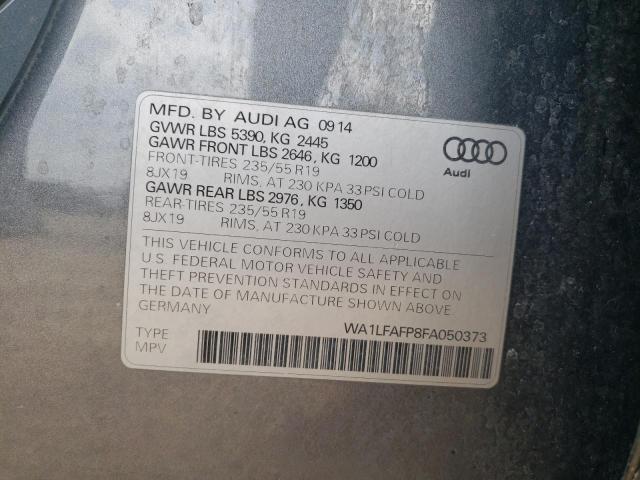 MFD. BY AUDI AG 09 14
GVWR LBS 5390, KG 2445
GAWR FRONT LBS 2646, KG 1200
FRONT-TIRES 235/55 R19
8JX19 RIMS, AT 230 KPA 33 PSI COLD
GAWR REAR LBS 2976, KG 1350
REAR-TIRES 235/55 R19
8JX19 RIMS, AT 230 KPA 33 PSI COLD
Audi
THIS VEHICLE CONFORMS TO ALL APPLICABLE
U.S. FEDERAL MOTOR VEHICLE SAFETY AND
THEFT PREVENTION STANDARDS IN EFFECT ON
THE DATE OF MANUFACTURE SHOWN ABOVE
GERMANY
WA1LFAFP8FA050373
TYPE
MPV